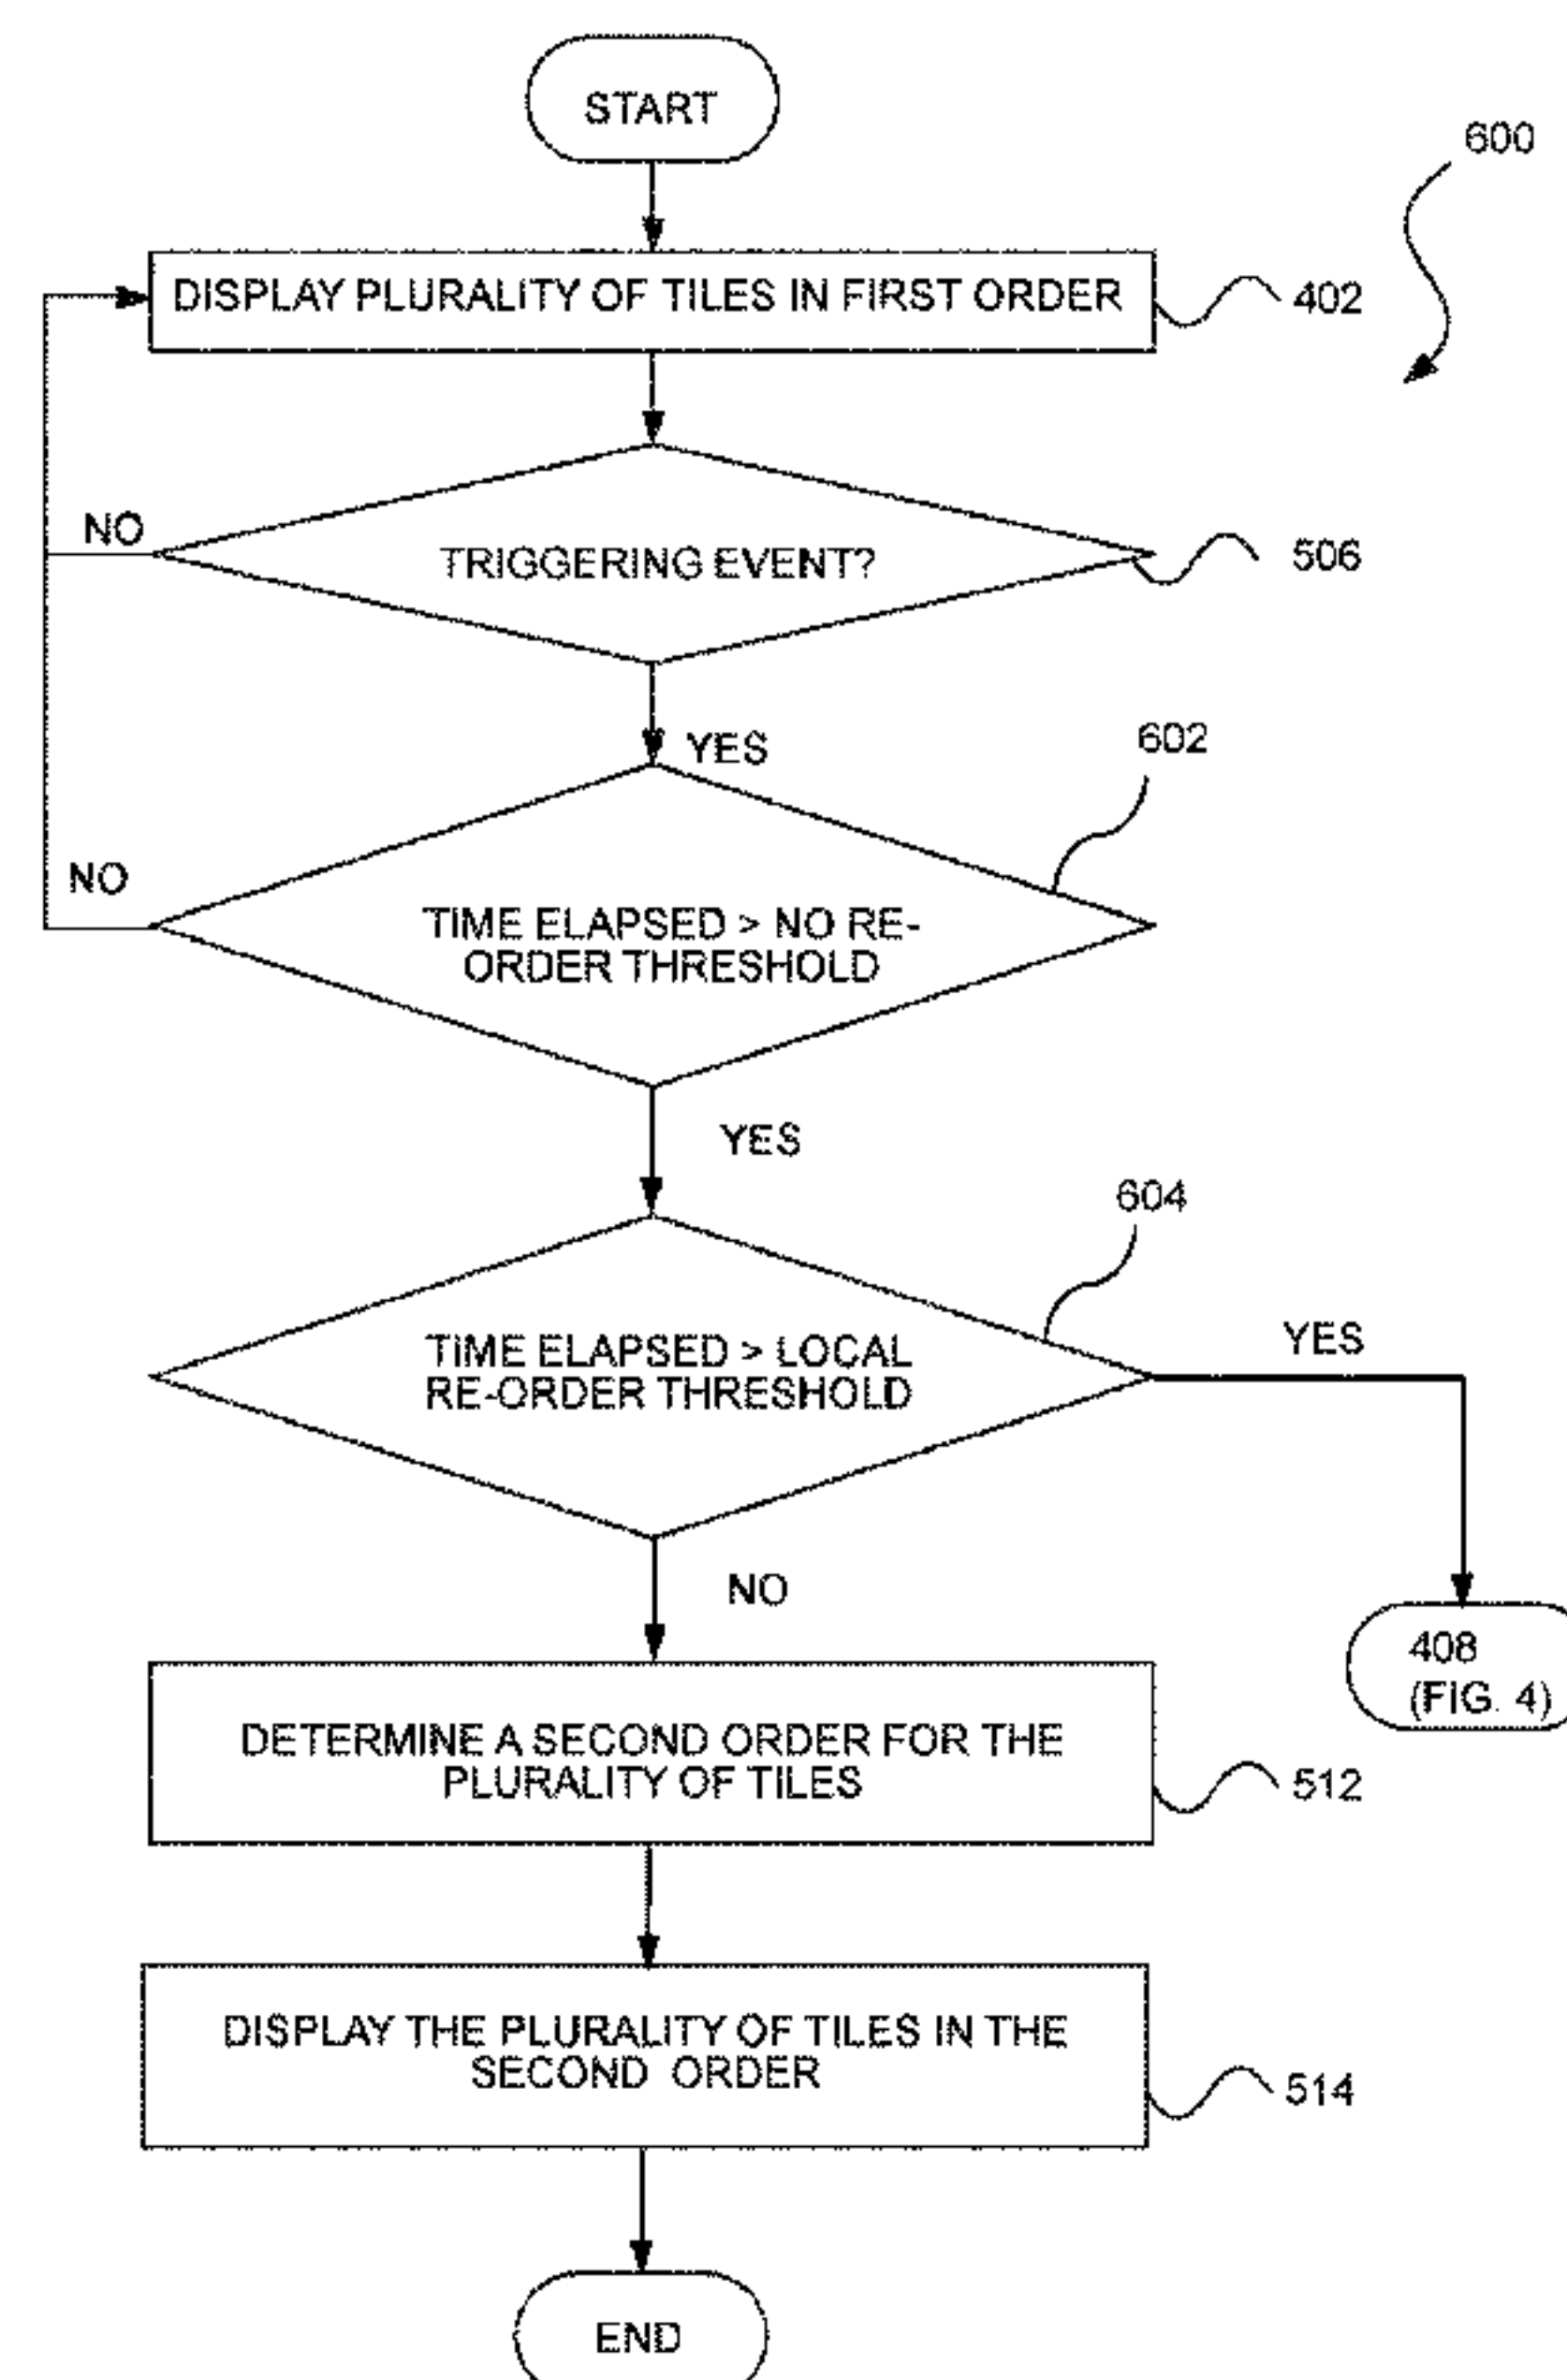 START
600
DISPLAY PLURALITY OF TILES IN FIRST ORDER
402
NO
TRIGGERING EVENT?
506
YES
602
NO
TIME ELAPSED > NO RE-
ORDER THRESHOLD
YES
604
TIME ELAPSED > LOCAL
RE-ORDER THRESHOLD
YES
NO
408
(FIG. 4)
DETERMINE A SECOND ORDER FOR THE
PLURALITY OF TILES
512
DISPLAY THE PLURALITY OF TILES IN THE
SECOND ORDER
514
END